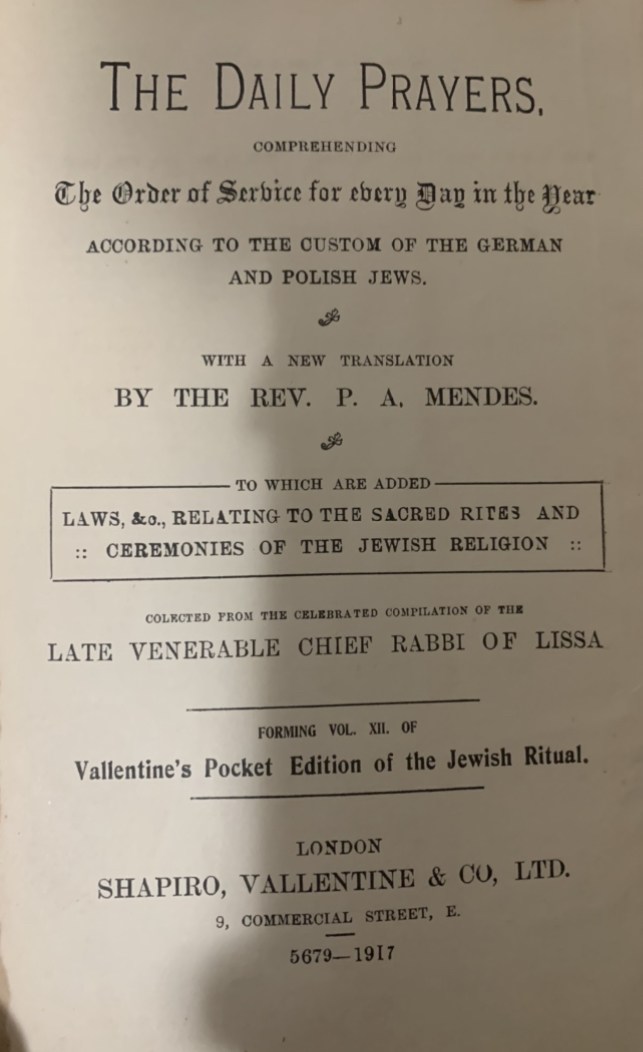 THE DAILY PRAYERS,
COMPREHENDING
The Order of Service for every Day in the Year
ACCORDING TO THE CUSTOM OF THE GERMAN
AND POLISH JEWS.
WITH A NEW TRANSLATION
BY THE REV. P. A. MENDES.
TO WHICH ARE ADDED
LAWS, &c., RELATING TO THE SACRED RITES AND
:: CEREMONIES OF THE JEWISH RELIGION ::
COLECTED FROM THE CELEBRATED COMPILATION OF THE
LATE VENERABLE CHIEF RABBI OF LISSA
FORMING VOL. XII. OF
Vallentine's Pocket Edition of the Jewish Ritual.
LONDON
SHAPIRO, VALLENTINE & CO, LTD.
9, COMMERCIAL STREET, E.
5679—1917